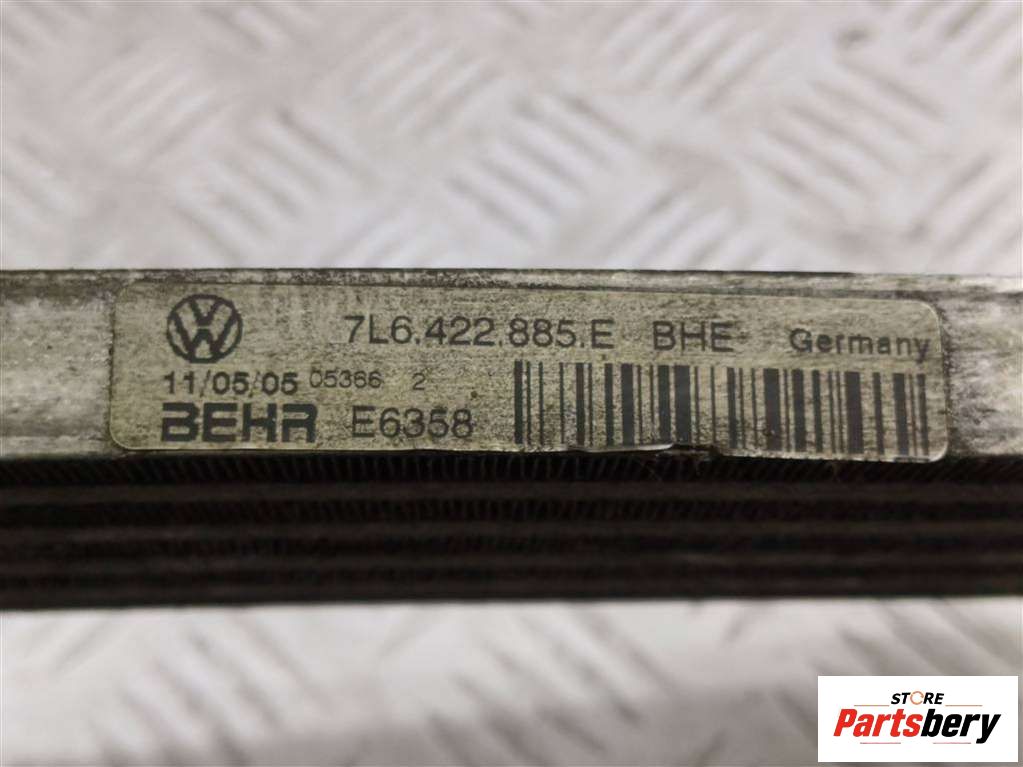 7L6.422.885.E BHE Germany
11/05/05 05366 2
BEHR E6358
STORE
Partsbery